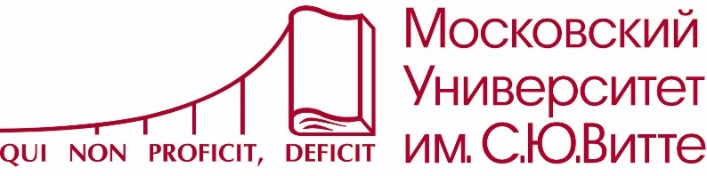 Московский
Университет
им. С.Ю.Витте
QUI NON PROFICIT, DEFICIT